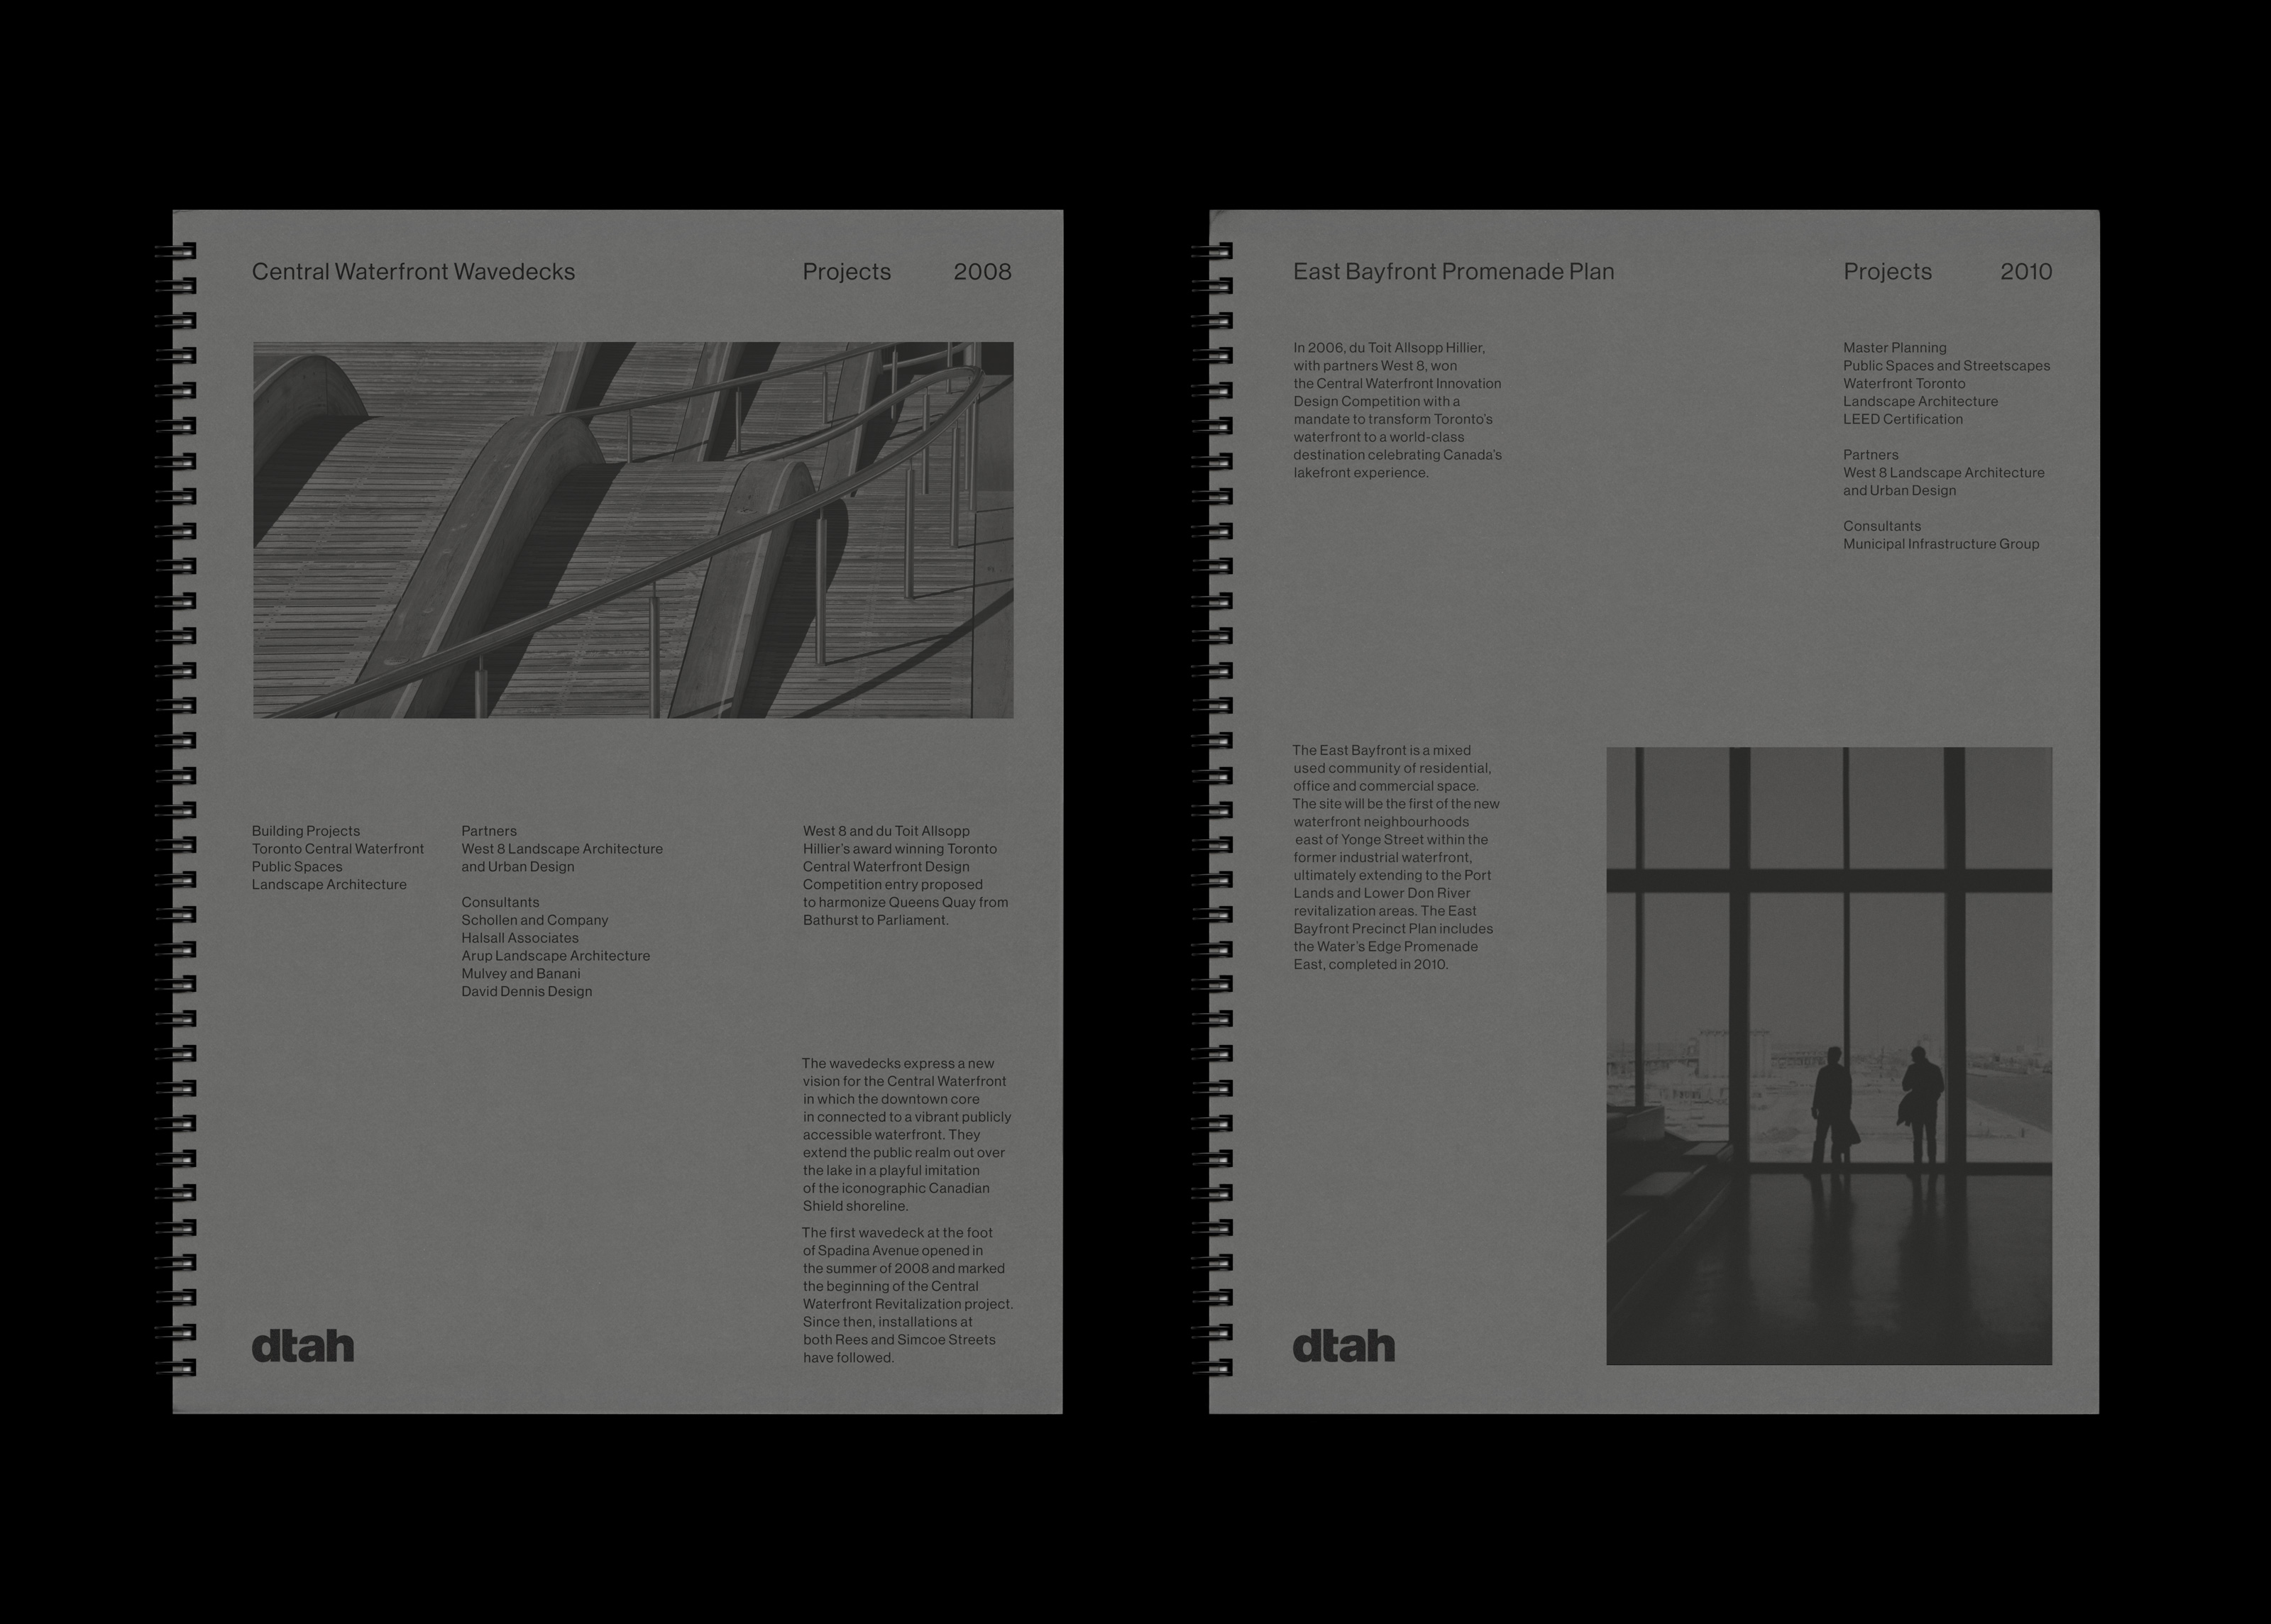 Central Waterfront Wavedecks
Projects 2008
Building Projects
Toronto Central Waterfront
Public Spaces
Landscape Architecture
Partners
West 8 Landscape Architecture
and Urban Design
Consultants
Schollen and Company
Halsall Associates
Arup Landscape Architecture
Mulvey and Banani
David Dennis Design
West 8 and du Toit Allsopp
Hillier's award winning Toronto
Central Waterfront Design
Competition entry proposed
to harmonize Queens Quay from
Bathurst to Parliament.
The wavedecks express a new
vision for the Central Waterfront
in which the downtown core
in connected to a vibrant publicly
accessible waterfront. They
extend the public realm out over
the lake in a playful imitation
of the iconographic Canadian
Shield shoreline.
The first wavedeck at the foot
of Spadina Avenue opened in
the summer of 2008 and marked
the beginning of the Central
Waterfront Revitalization project.
Since then, installations at
both Rees and Simcoe Streets
have followed.
dtah
East Bayfront Promenade Plan
Projects 2010
In 2006, du Toit Allsopp Hillier,
with partners West 8, won
the Central Waterfront Innovation
Design Competition with a
mandate to transform Toronto's
waterfront to a world-class
destination celebrating Canada's
lakefront experience.
Master Planning
Public Spaces and Streetscapes
Waterfront Toronto
Landscape Architecture
LEED Certification
Partners
West 8 Landscape Architecture
and Urban Design
Consultants
Municipal Infrastructure Group
The East Bayfront is a mixed
used community of residential,
office and commercial space.
The site will be the first of the new
waterfront neighbourhoods
east of Yonge Street within the
former industrial waterfront,
ultimately extending to the Port
Lands and Lower Don River
revitalization areas. The East
Bayfront Precinct Plan includes
the Water's Edge Promenade
East, completed in 2010.
dtah